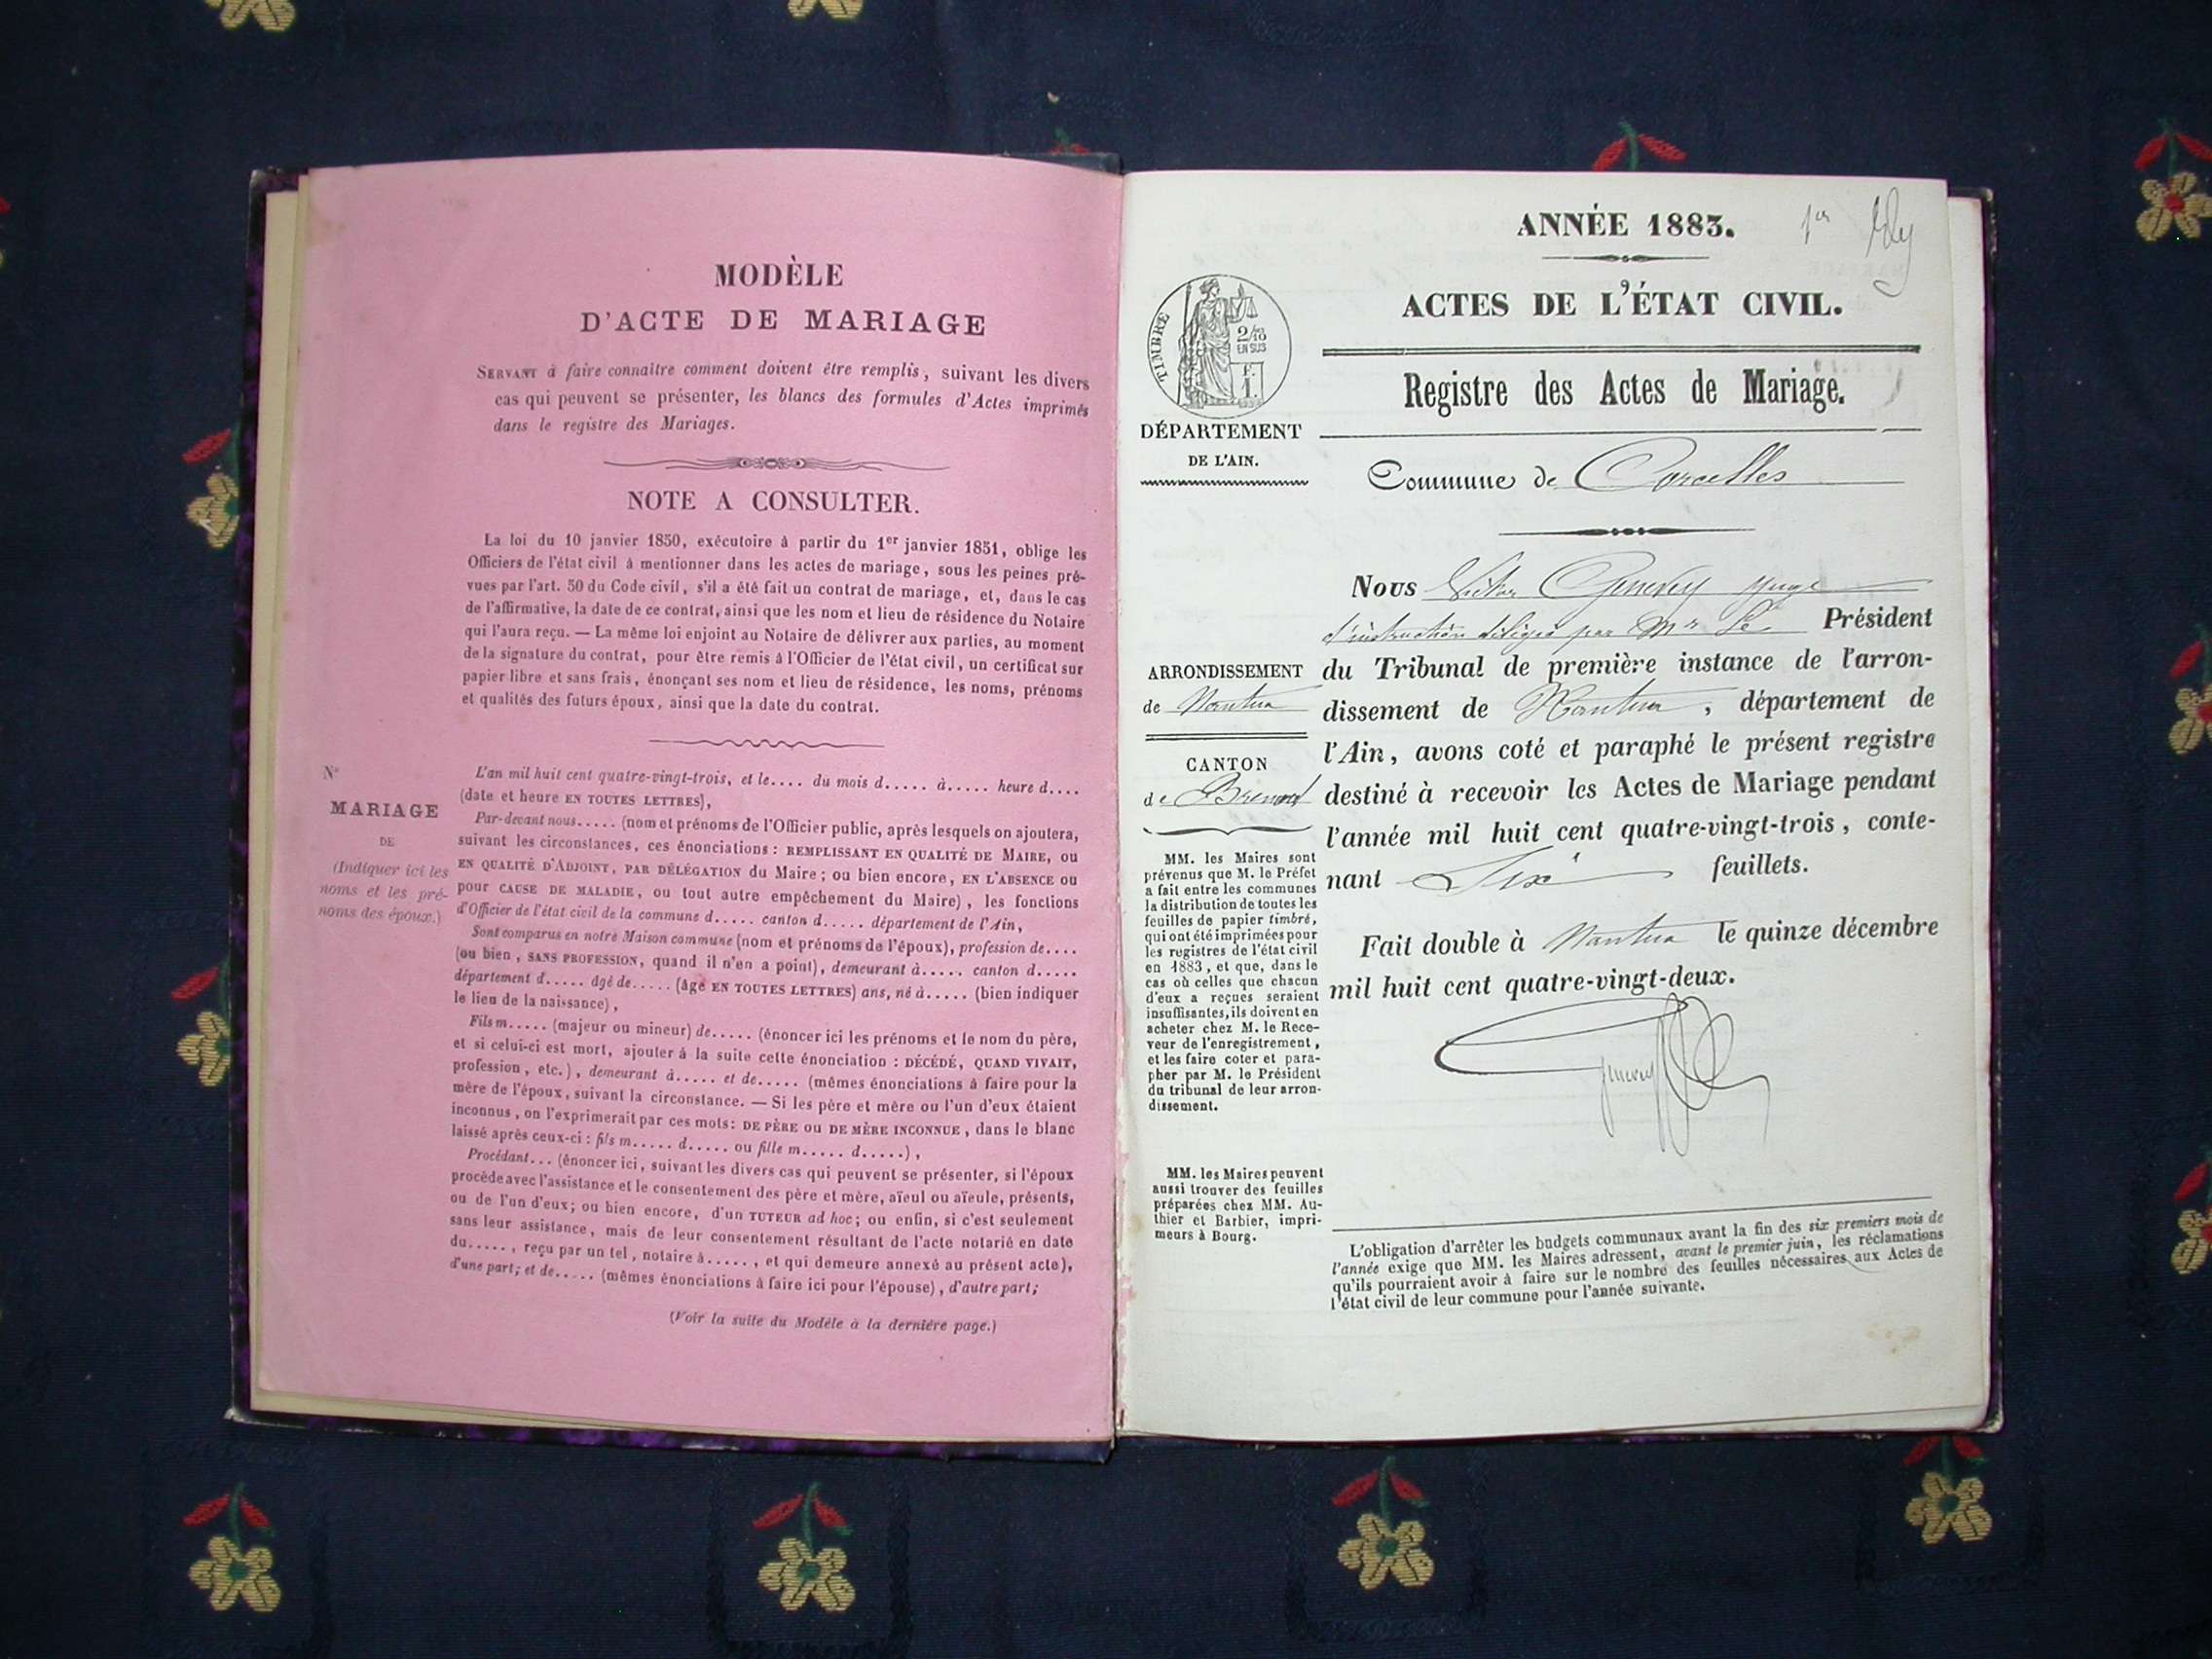 MODÈLE
D'ACTE DE MARIAGE
SERVANT à faire connaître comment doivent être remplis, suivant les divers
cas qui peuvent se présenter, les blancs des formules d'Actes imprimés
dans le registre des Mariages.
NOTE A CONSULTER.
La loi du 10 janvier 1850, exécutoire à partir du 1er janvier 1851, oblige les
Officiers de l'état civil à mentionner dans les actes de mariage, sous les peines pré-
vues par l'art. 50 du Code civil, s'il a été fait un contrat de mariage, et, dans le cas
de l'affirmative, la date de ce contrat, ainsi que les nom et lieu de résidence du Notaire
qui l'aura reçu. — La même loi enjoint au Notaire de délivrer aux parties, au moment
de la signature du contrat, pour être remis à l'Officier de l'état civil, un certificat sur
papier libre et sans frais, énonçant ses nom et lieu de résidence, les noms, prénoms
et qualités des futurs époux, ainsi que la date du contrat.
N°
MARIAGE
DE
(Indiquer ici les
noms et les pré-
noms des époux.)
L'an mil huit cent quatre-vingt-trois, et le.... du mois d..... à..... heure d....
(date et heure EN TOUTES LETTRES),
Par-devant nous..... (nom et prénoms de l'Officier public, après lesquels on ajoutera,
suivant les circonstances, ces énonciations : REMPLISSANT EN QUALITÉ DE MAIRE, ou
EN QUALITÉ D'ADJOINT, PAR DÉLÉGATION du Maire ; ou bien encore, EN L'ABSENCE ou
pour CAUSE DE MALADIE, ou tout autre empêchement du Maire), les fonctions
d'Officier de l'état civil de la commune d..... canton d..... département de l'Ain,
Sont comparus en notre Maison commune (nom et prénoms de l'époux), profession de....
(ou bien, SANS PROFESSION, quand il n'en a point), demeurant à..... canton d.....
département d..... âgé de..... (âge EN TOUTES LETTRES) ans, né à..... (bien indiquer
le lieu de la naissance),
Fils m..... (majeur ou mineur) de..... (énoncer ici les prénoms et le nom du père,
et si celui-ci est mort, ajouter à la suite cette énonciation : DÉCÉDÉ, QUAND VIVAIT,
profession, etc.), demeurant à..... et de..... (mêmes énonciations à faire pour la
mère de l'époux, suivant la circonstance. — Si les père et mère ou l'un d'eux étaient
inconnus, on l'exprimerait par ces mots: DE PÈRE ou DE MÈRE INCONNUE, dans le blanc
laissé après ceux-ci : fils m..... d..... ou fille m..... d.....),
Procédant... (énoncer ici, suivant les divers cas qui peuvent se présenter, si l'époux
procède avec l'assistance et le consentement des père et mère, aïeul ou aïeule, présents,
ou de l'un d'eux; ou bien encore, d'un TUTEUR ad hoc; ou enfin, si c'est seulement
sans leur assistance, mais de leur consentement résultant de l'acte notarié en date
du....., reçu par un tel, notaire à....., et qui demeure annexé au présent acte),
d'une part; et de..... (mêmes énonciations à faire ici pour l'épouse), d'autre part;
(Voir la suite du Modèle à la dernière page.)
ANNÉE 1883.
1er
ACTES DE L'ÉTAT CIVIL.
Registre des Actes de Mariage.
TIMBRE
2/10
EN SUS
F.
1.
DÉPARTEMENT
DE L'AIN.
Commune de Corcelles
ARRONDISSEMENT
de Nantua
CANTON
de Brenod
MM. les Maires sont
prévenus que M. le Préfet
a fait entre les communes
la distribution de toutes les
feuilles de papier timbré,
qui ont été imprimées pour
les registres de l'état civil
en 1883, et que, dans le
cas où celles que chacun
d'eux a reçues seraient
insuffisantes, ils doivent en
acheter chez M. le Rece-
veur de l'enregistrement,
et les faire coter et para-
pher par M. le Président
du tribunal de leur arron-
dissement.
MM. les Maires peuvent
aussi trouver des feuilles
préparées chez MM. Au-
thier et Barbier, impri-
meurs à Bourg.
Nous Victor Genevey Juge
d'instruction délégué par Mr Le Président
du Tribunal de première instance de l'arron-
dissement de Nantua, département de
l'Ain, avons coté et paraphé le présent registre
destiné à recevoir les Actes de Mariage pendant
l'année mil huit cent quatre-vingt-trois, conte-
nant Six feuillets.
Fait double à Nantua le quinze décembre
mil huit cent quatre-vingt-deux.
L'obligation d'arrêter les budgets communaux avant la fin des six premiers mois de
l'année exige que MM. les Maires adressent, avant le premier juin, les réclamations
qu'ils pourraient avoir à faire sur le nombre des feuilles nécessaires aux Actes de
l'état civil de leur commune pour l'année suivante.